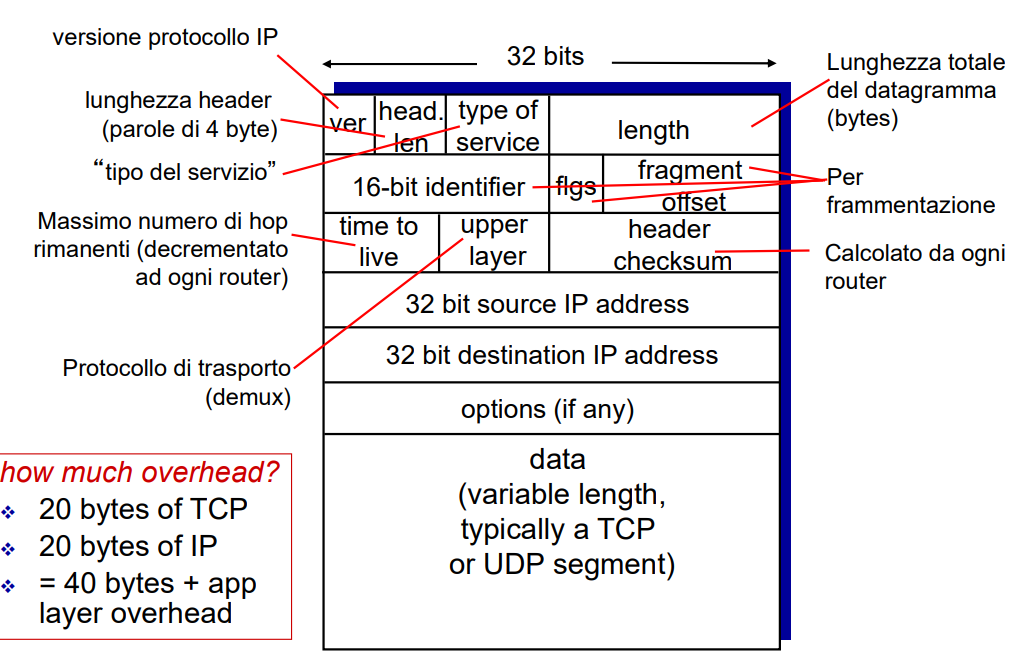 versione protocollo IP
32 bits
Lunghezza totale
del datagramma
(bytes)
lunghezza header
(parole di 4 byte)
ver
head.
len
type of
service
length
“tipo del servizio”
16-bit identifier
flgs
fragment
offset
Per
frammentazione
Massimo numero di hop
rimanenti (decrementato
ad ogni router)
time to
live
upper
layer
header
checksum
Calcolato da ogni
router
32 bit source IP address
32 bit destination IP address
Protocollo di trasporto
(demux)
options (if any)
data
(variable length,
typically a TCP
or UDP segment)
how much overhead?
❖ 20 bytes of TCP
❖ 20 bytes of IP
❖ = 40 bytes + app
layer overhead